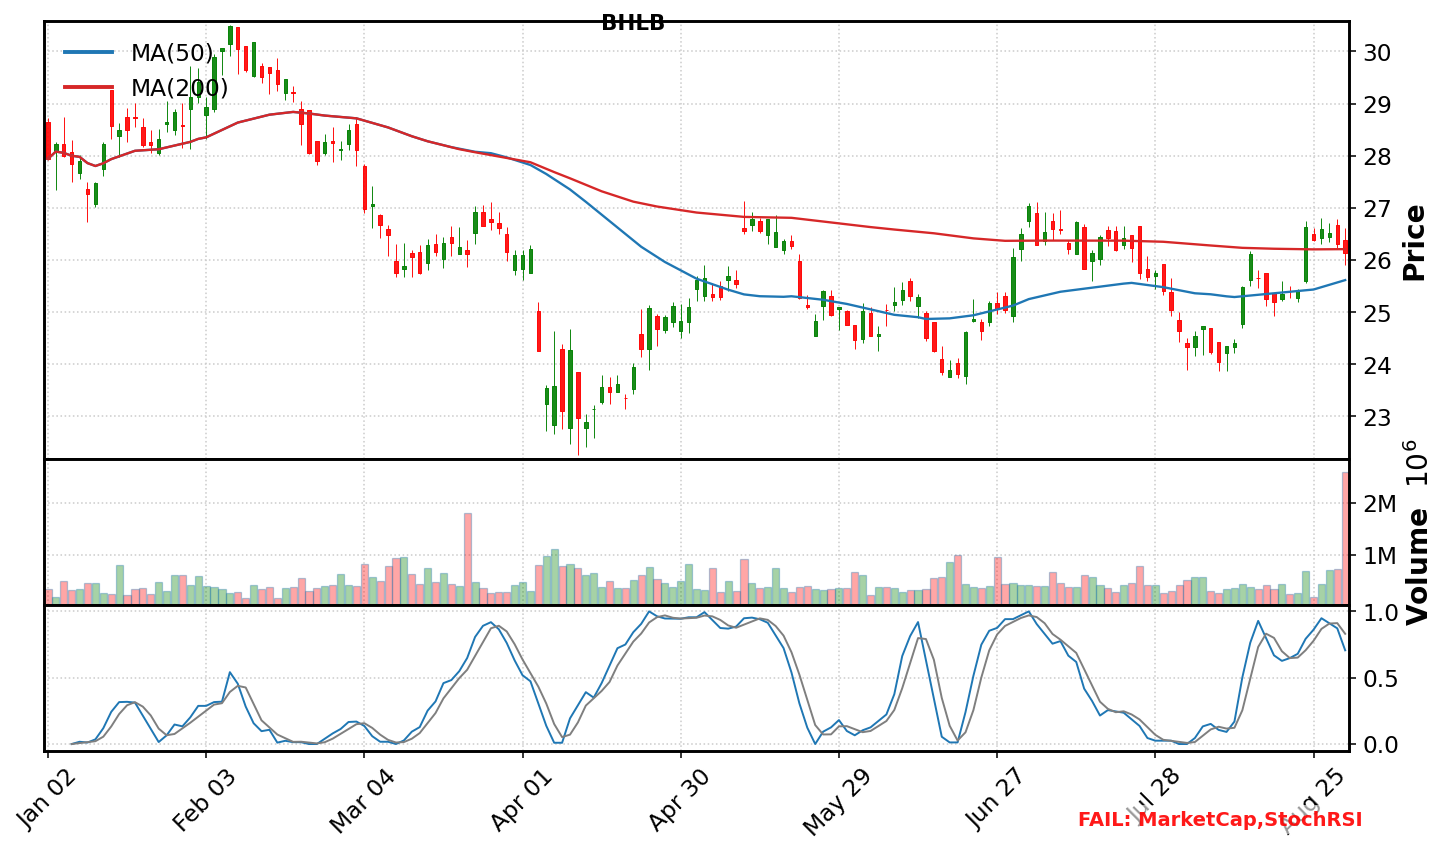 BHLB
MA(50)
MA(200)
30
29
28
27
26
25
24
23
Price
2M
1M
Volume 10^6
1.0
0.5
0.0
Jan 02
Feb 03
Mar 04
Apr 01
Apr 30
May 29
Jun 27
Jul 28
Aug 25
FAIL: MarketCap,StochRSI